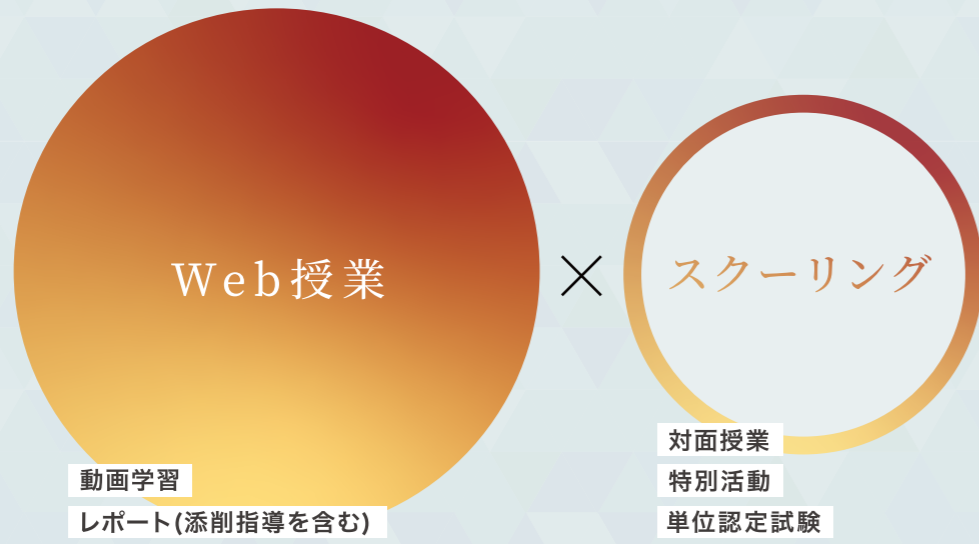 Web授業
×
スクーリング
動画学習
レポート(添削指導を含む)
対面授業
特別活動
単位認定試験